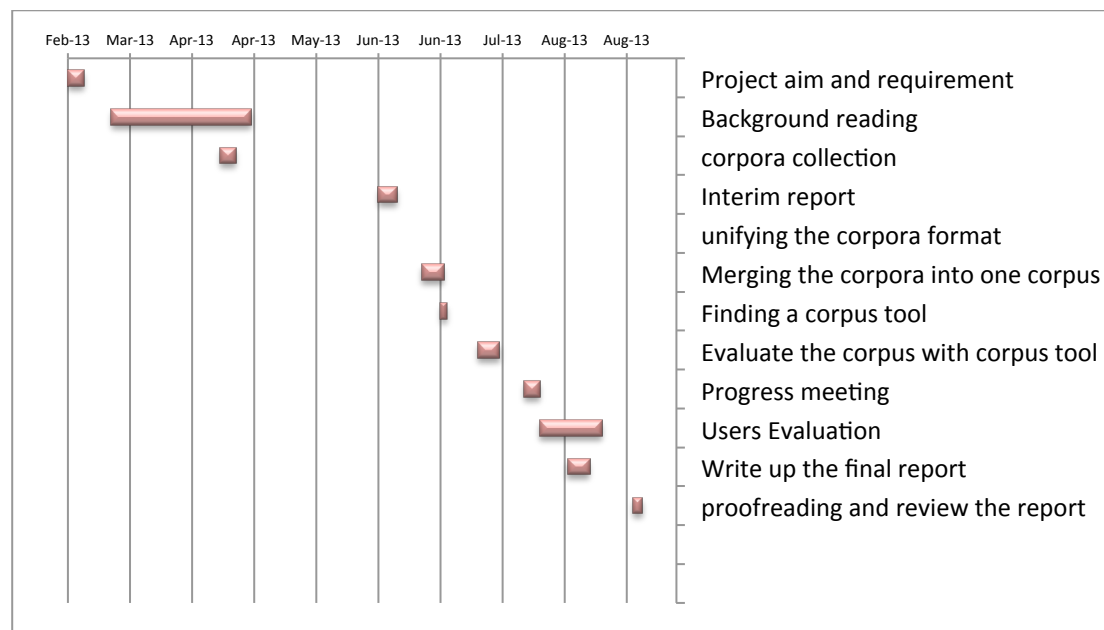 Feb-13 Mar-13 Apr-13 Apr-13 May-13 Jun-13 Jun-13 Jul-13 Aug-13 Aug-13
Project aim and requirement
Background reading
corpora collection
Interim report
unifying the corpora format
Merging the corpora into one corpus
Finding a corpus tool
Evaluate the corpus with corpus tool
Progress meeting
Users Evaluation
Write up the final report
proofreading and review the report